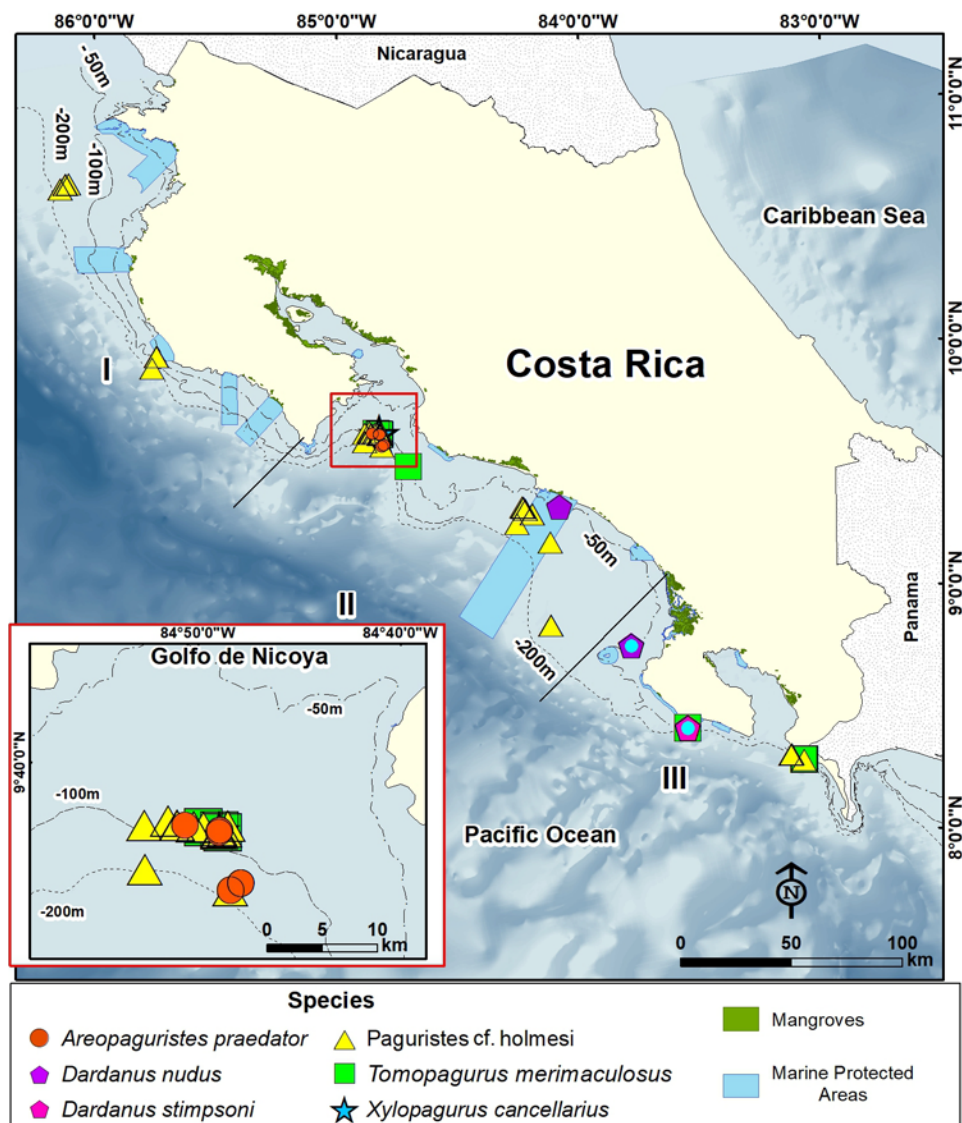 86°0'0"W 85°0'0"W 84°0'0"W 83°0'0"W
Nicaragua
-50m
-200m
-100m
11°0'0"N
Caribbean Sea
10°0'0"N
I
Costa Rica
-50m
9°0'0"N
Panama
II
-200m
III
Pacific Ocean
8°0'0"N
N
0 50 100
km
84°50'0"W 84°40'0"W
Golfo de Nicoya
-50m
9°40'0"N
-100m
-200m
0 5 10
km
Species
Areopaguristes praedator
Dardanus nudus
Dardanus stimpsoni
Paguristes cf. holmesi
Tomopagurus merimaculosus
Xylopagurus cancellarius
Mangroves
Marine Protected
Areas